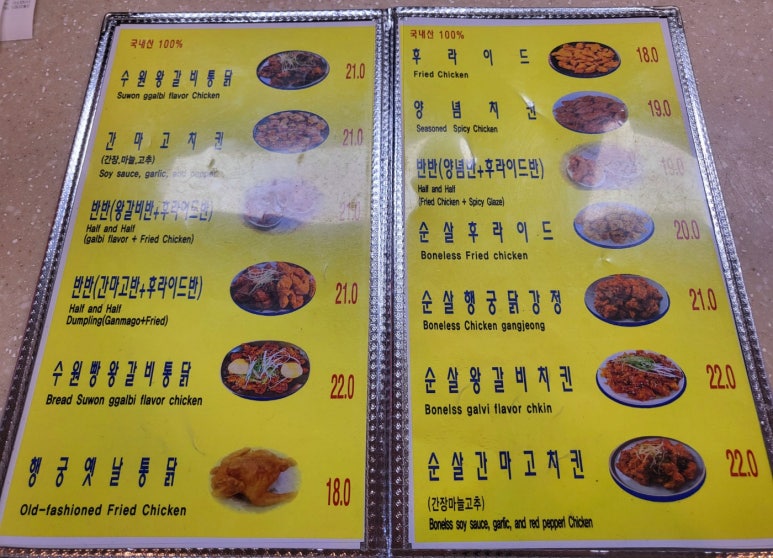 국내산 100%
수원왕갈비통닭 21.0
Suwon ggalbi flavor Chicken
간마고치킨 21.0
(간장,마늘,고추)
Soy sauce, garlic, and pepper
반반(왕갈비반+후라이드반) 21.0
Half and Half
(galbi flavor + Fried Chicken)
반반(간마고반+후라이드반) 21.0
Half and Half
Dumpling(Ganmago+Fried)
수원빵왕갈비통닭 22.0
Bread Suwon ggalbi flavor chicken
행궁옛날통닭 18.0
Old-fashioned Fried Chicken
국내산 100%
후라이드 18.0
Fried Chicken
양념치킨 19.0
Seasoned Spicy Chicken
반반(양념반+후라이드반) 19.0
Half and Half
(Fried Chicken + Spicy Glaze)
순살후라이드 20.0
Boneless Fried chicken
순살행궁닭강정 21.0
Boneless Chicken gangjeong
순살왕갈비치킨 22.0
Bonelss galvi flavor chkin
순살간마고치킨 22.0
(간장마늘고추)
Bonelss soy sauce, garlic, and red pepperl Chicken